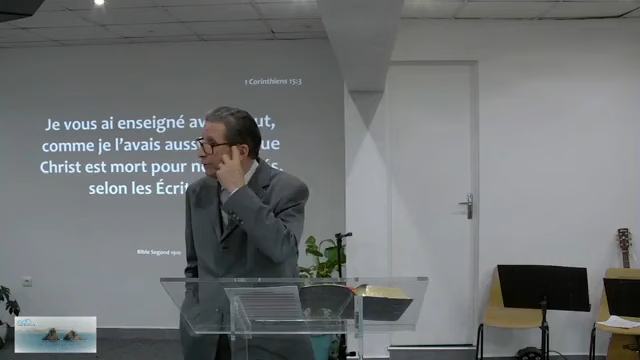 1 Corinthiens 15:3
Je vous ai enseigné
comme je l'avais aussi
Christ est mort pour
selon les
Bible Segond 1910